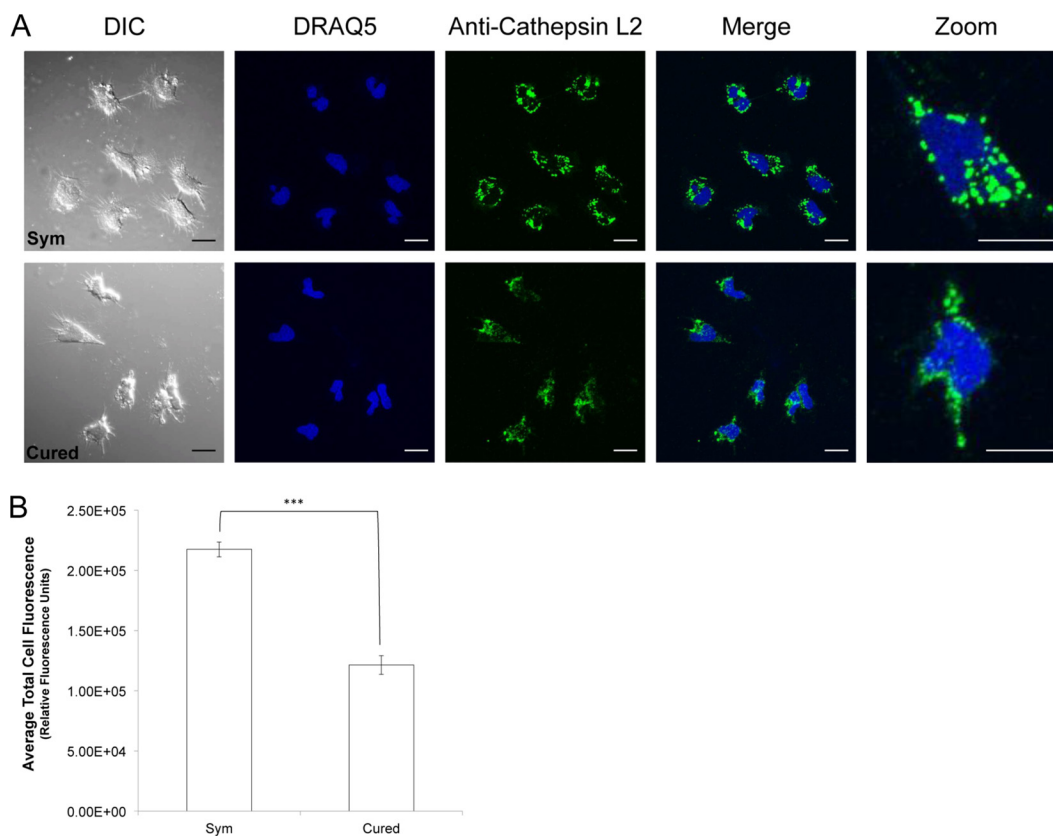 A
DIC
DRAQ5
Anti-Cathepsin L2
Merge
Zoom
Sym
Cured
B
Average Total Cell Fluorescence
(Relative Fluorescence Units)
***
2.50E+05
2.00E+05
1.50E+05
1.00E+05
5.00E+04
0.00E+00
Sym
Cured